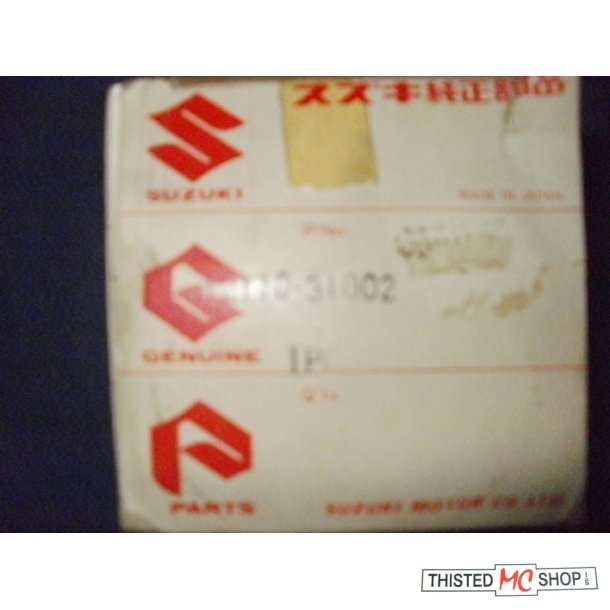 スズキ純正部品
SUZUKI
MADE IN JAPAN
P/No.
GENUINE
1P
Q'ty
PARTS
SUZUKI MOTOR CO.,LTD.
THISTED MC SHOP I/S